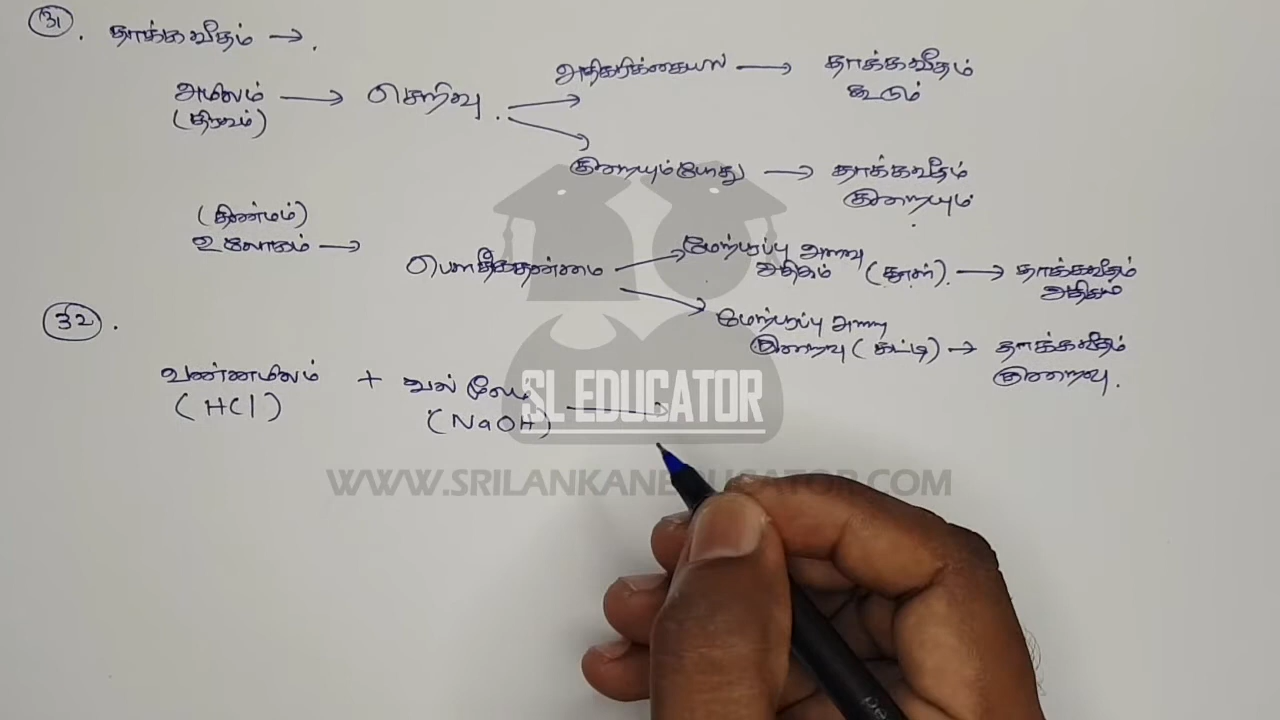 31. தாக்கவீதம் →.
அமிலம் → செறிவு. அதிகரிக்கையில் → தாக்கவீதம்
(திரவம்) கூடும்
குறையும்போது → தாக்கவீதம்
குறையும்.
(திண்மம்)
உலோகம் → பௌதீகத்தன்மை மேற்பரப்பு அளவு
அதிகம் (தூள்) → தாக்கவீதம்
அதிகம்
32. மேற்பரப்பு அளவு
குறைவு (கட்டி) → தாக்கவீதம்
குறைவு.
வன்னமிலம் + வல் மூல →
(HCl) (NaOH)
SL EDUCATOR
WWW.SRILANKANEDUCATOR.COM